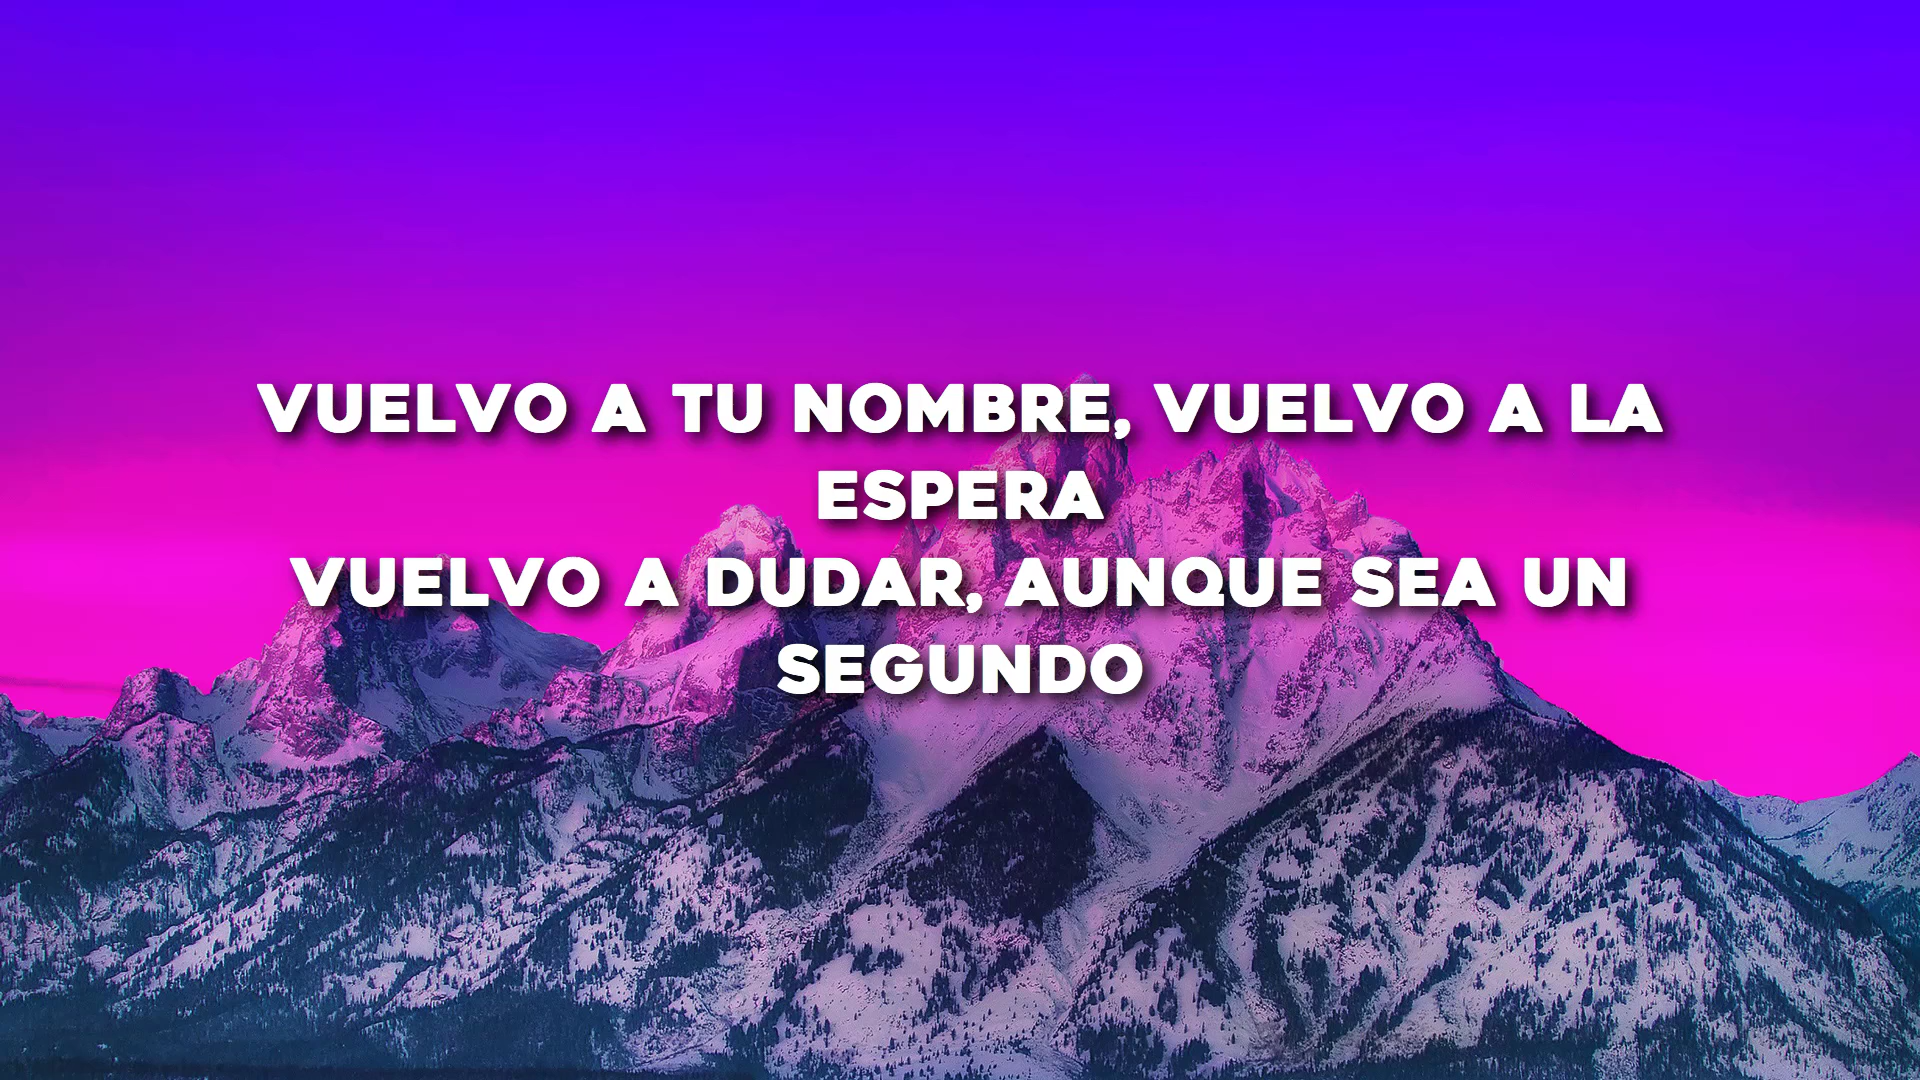 VUELVO A TU NOMBRE, VUELVO A LA
ESPERA
VUELVO A DUDAR, AUNQUE SEA UN
SEGUNDO